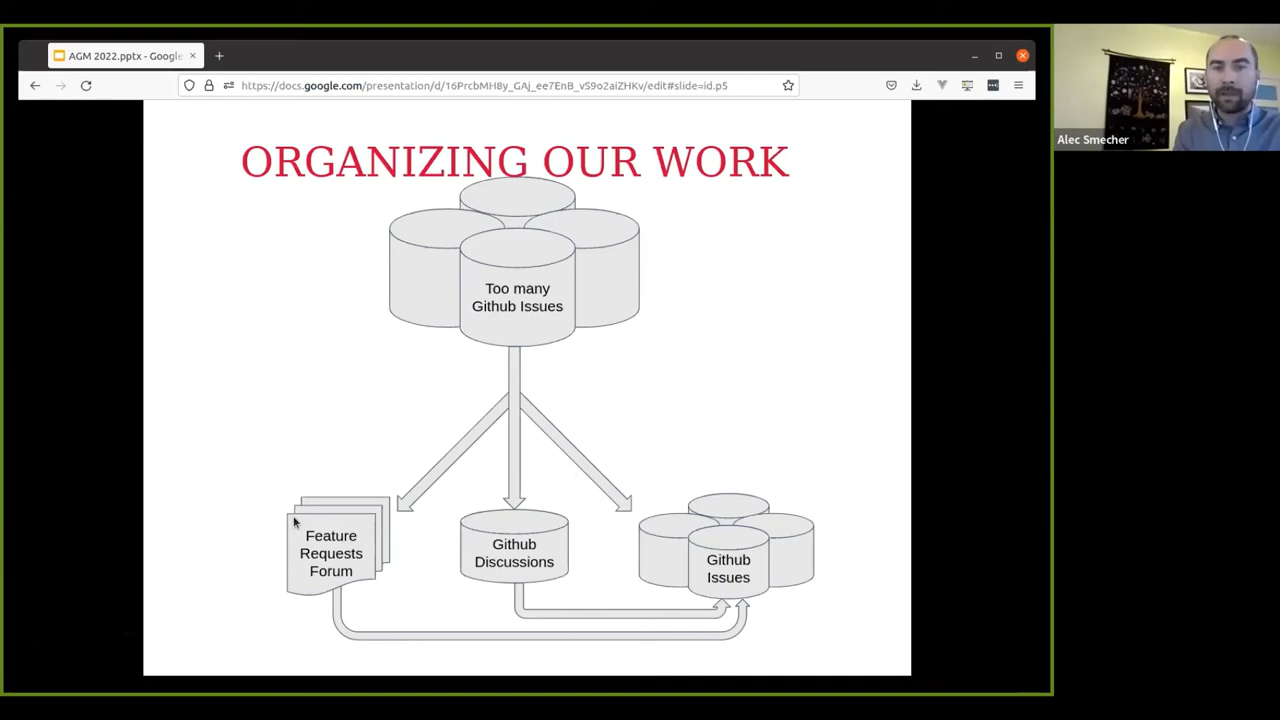 AGM 2022.pptx - Google
https://docs.google.com/presentation/d/16PrcbMH8y_GAj_ee7EnB_vS9o2aiZHKv/edit#slide=id.p5
Alec Smecher
ORGANIZING OUR WORK
Too many
Github Issues
Feature
Requests
Forum
Github
Discussions
Github
Issues